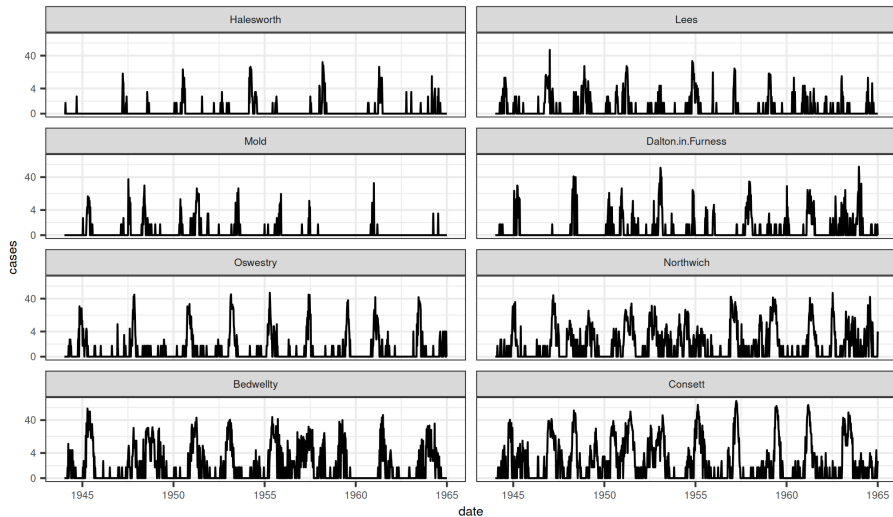 Halesworth
Lees
40
4
0
Mold
Dalton.in.Furness
40
4
0
Oswestry
Northwich
40
4
0
Bedwellty
Consett
40
4
0
1945 1950 1955 1960 1965 1945 1950 1955 1960 1965
date
cases